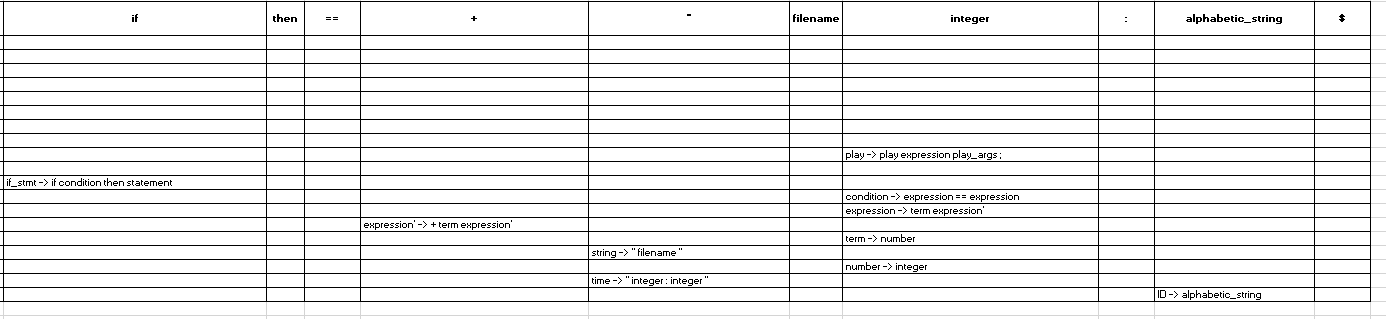 if then == + " filename integer : alphabetic_string $
play -> play expression play_args ;
if_stmt -> if condition then statement
condition -> expression == expression
expression -> term expression'
expression' -> + term expression'
term -> number
string -> " filename "
number -> integer
time -> " integer : integer "
ID -> alphabetic_string